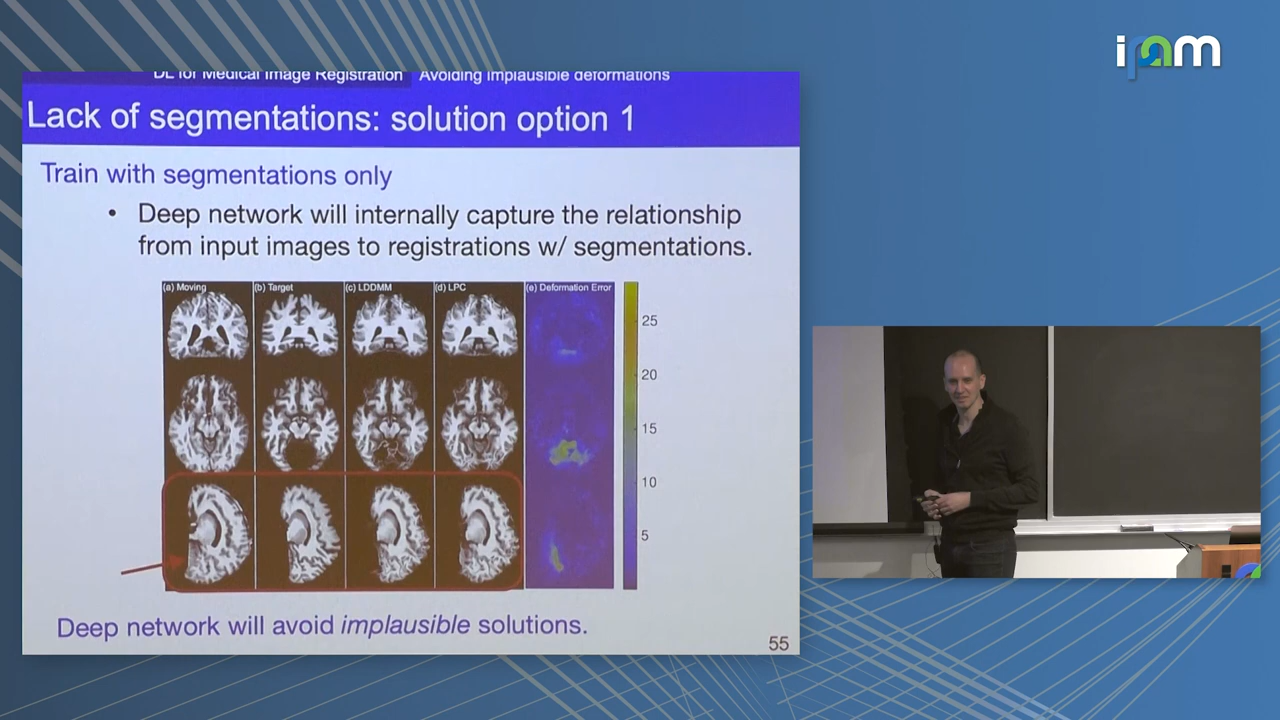 ipam
DL for Medical Image Registration Avoiding implausible deformations
Lack of segmentations: solution option 1
Train with segmentations only
• Deep network will internally capture the relationship
from input images to registrations w/ segmentations.
(a) Moving (b) Target (c) LDDMM (d) LPC (e) Deformation Error
25
20
15
10
5
Deep network will avoid implausible solutions.
55